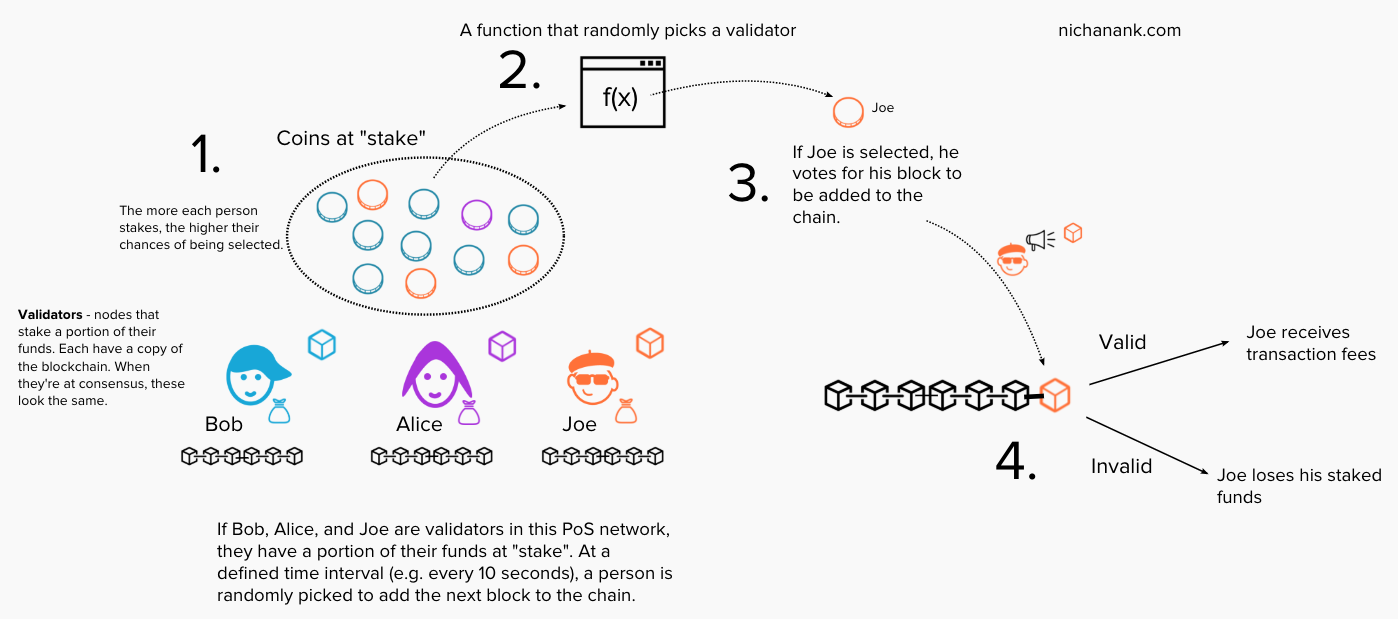 A function that randomly picks a validator
nichanank.com
2.
f(x)
Joe
1.
Coins at "stake"
The more each person
stakes, the higher their
chances of being selected.
3.
If Joe is selected, he
votes for his block to
be added to the
chain.
Validators - nodes that
stake a portion of their
funds. Each have a copy of
the blockchain. When
they're at consensus, these
look the same.
Bob
Alice
Joe
Valid
Joe receives
transaction fees
4.
Invalid
Joe loses his staked
funds
If Bob, Alice, and Joe are validators in this PoS network,
they have a portion of their funds at "stake". At a
defined time interval (e.g. every 10 seconds), a person is
randomly picked to add the next block to the chain.